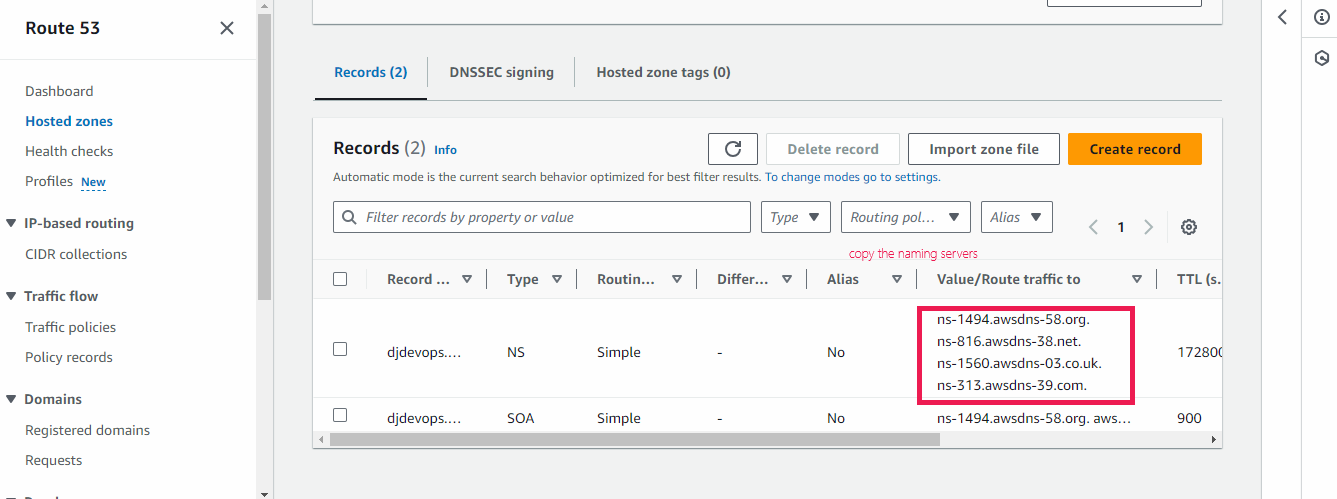 Route 53
Dashboard
Hosted zones
Health checks
Profiles New
IP-based routing
CIDR collections
Traffic flow
Traffic policies
Policy records
Domains
Registered domains
Requests
Records (2)
DNSSEC signing
Hosted zone tags (0)
Records (2) Info
Delete record
Import zone file
Create record
Automatic mode is the current search behavior optimized for best filter results. To change modes go to settings.
Filter records by property or value
Type
Routing pol...
Alias
1
copy the naming servers
Record ...
Type
Routin...
Differ...
Alias
Value/Route traffic to
TTL (s.
djdevops....
NS
Simple
-
No
ns-1494.awsdns-58.org.
ns-816.awsdns-38.net.
ns-1560.awsdns-03.co.uk.
ns-313.awsdns-39.com.
172800
djdevops....
SOA
Simple
-
No
ns-1494.awsdns-58.org. aws...
900